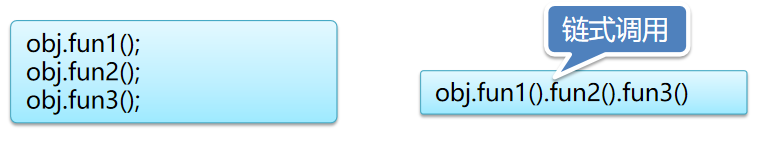 obj.fun1();
obj.fun2();
obj.fun3();
链式调用
obj.fun1().fun2().fun3()